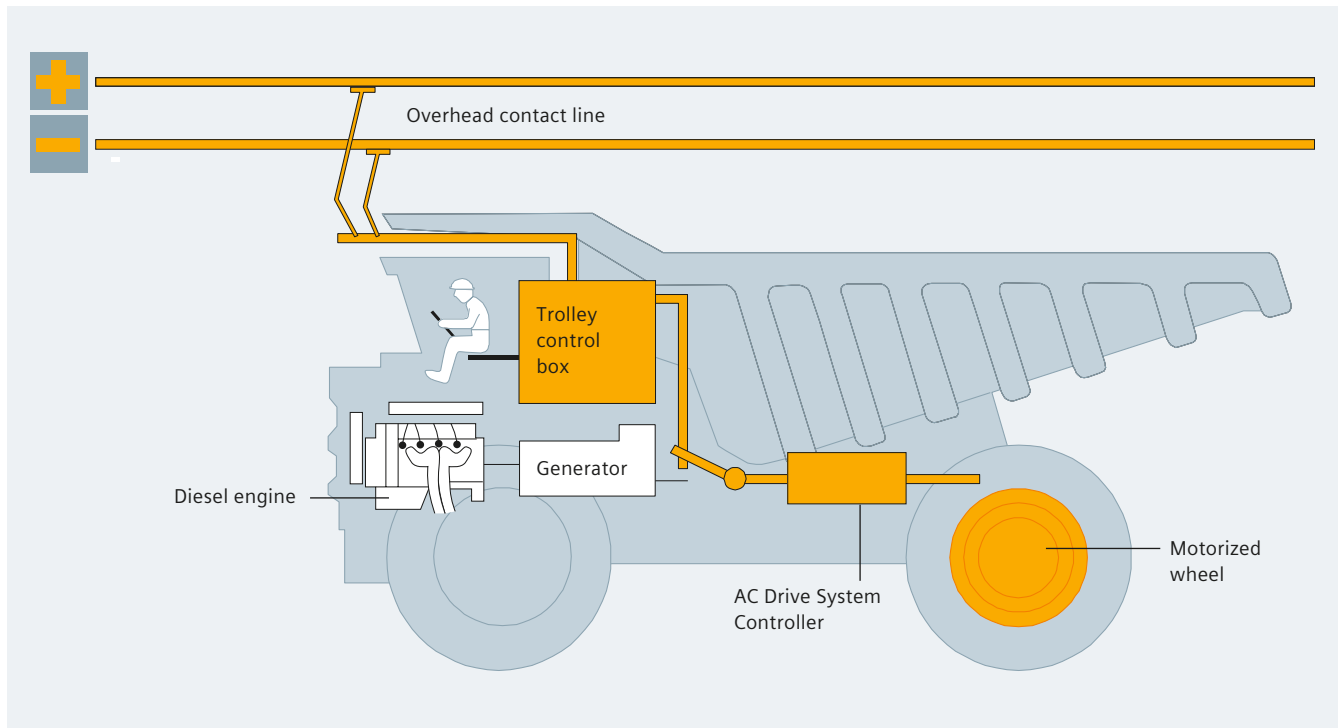 Overhead contact line
Trolley
control
box
Generator
Diesel engine
Motorized
wheel
AC Drive System
Controller